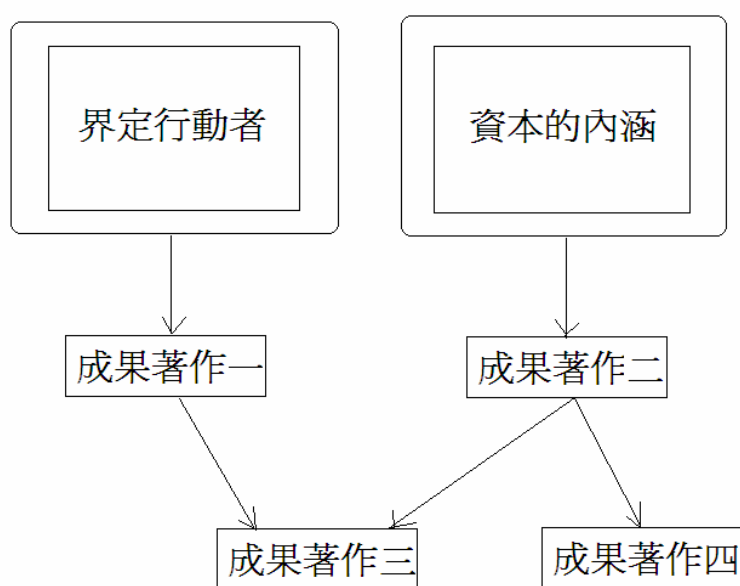 界定行動者
資本的內涵
成果著作一
成果著作二
成果著作三
成果著作四